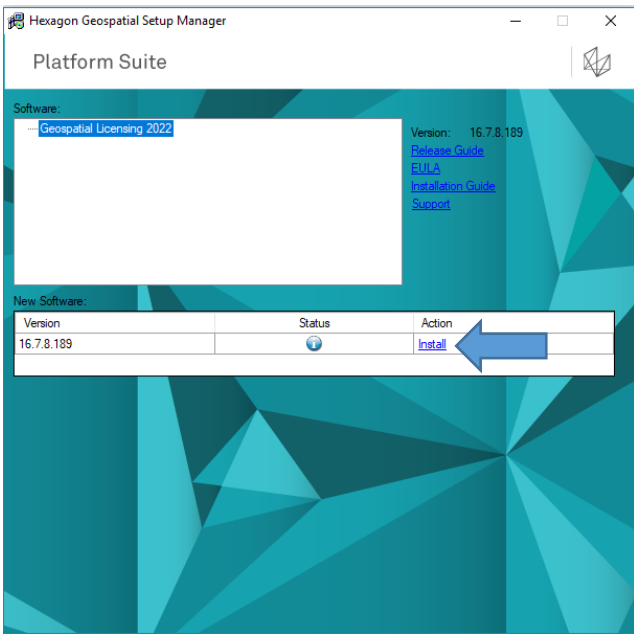 Hexagon Geospatial Setup Manager
Platform Suite
Software:
Geospatial Licensing 2022
Version: 16.7.8.189
Release Guide
EULA
Installation Guide
Support
New Software:
Version Status Action
16.7.8.189 Install